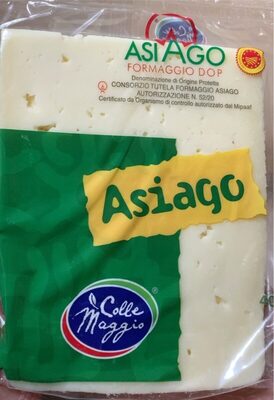 ASIAGO
FORMAGGIO DOP
Denominazione di Origine Protetta
CONSORZIO TUTELA FORMAGGIO ASIAGO
AUTORIZZAZIONE N. 52/20
Certificato da Organismo di controllo autorizzato dal Mipaaf
Asiago
Colle
Maggio
®